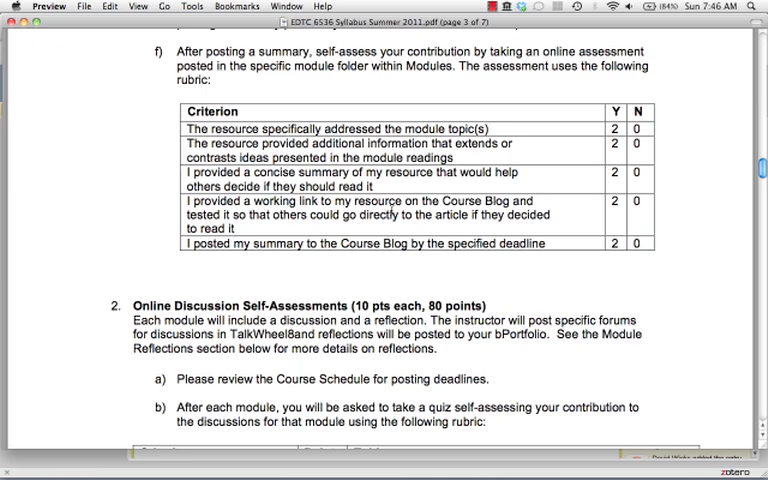 Preview File Edit View Go Tools Bookmarks Window Help (84%) Sun 7:46 AM
EDTC 6536 Syllabus Summer 2011.pdf (page 3 of 7)
f) After posting a summary, self-assess your contribution by taking an online assessment
posted in the specific module folder within Modules. The assessment uses the following
rubric:
Criterion Y N
The resource specifically addressed the module topic(s) 2 0
The resource provided additional information that extends or 2 0
contrasts ideas presented in the module readings
I provided a concise summary of my resource that would help 2 0
others decide if they should read it
I provided a working link to my resource on the Course Blog and 2 0
tested it so that others could go directly to the article if they decided
to read it
I posted my summary to the Course Blog by the specified deadline 2 0
2. Online Discussion Self-Assessments (10 pts each, 80 points)
Each module will include a discussion and a reflection. The instructor will post specific forums
for discussions in TalkWheel8and reflections will be posted to your bPortfolio. See the Module
Reflections section below for more details on reflections.
a) Please review the Course Schedule for posting deadlines.
b) After each module, you will be asked to take a quiz self-assessing your contribution to
the discussions for that module using the following rubric:
zotero